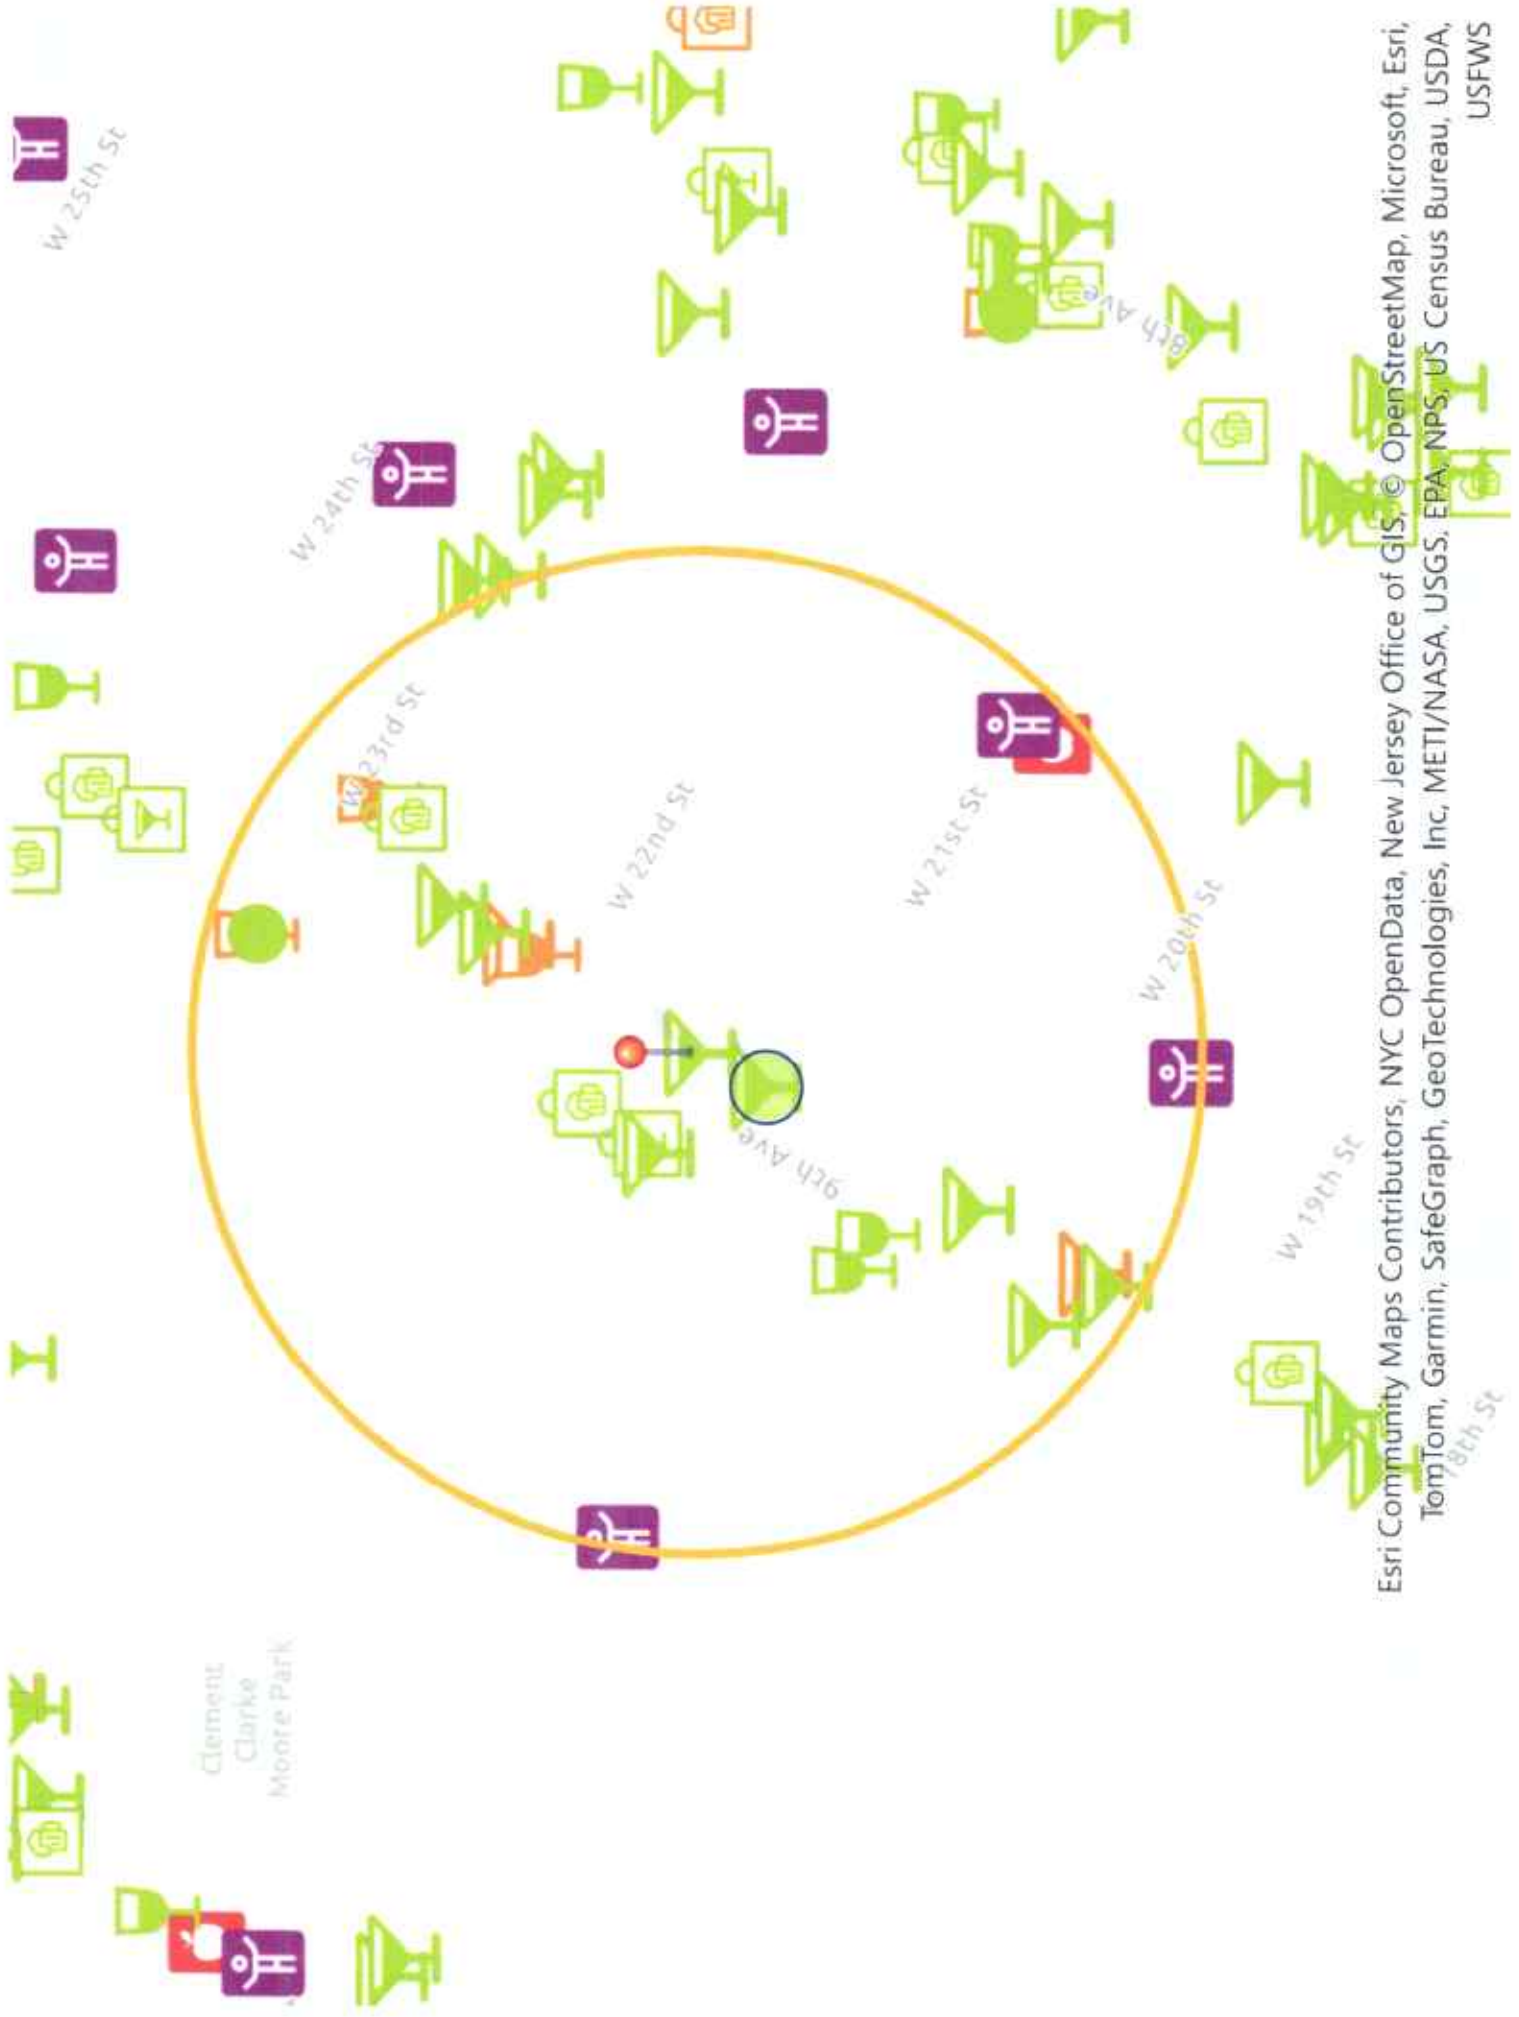 W 25th St
W 24th St
W 23rd St
W 22nd St
W 21st St
W 20th St
W 19th St
18th St
8th Ave
9th Ave
Clement
Clarke
Moore Park
Esri Community Maps Contributors, NYC OpenData, New Jersey Office of GIS, © OpenStreetMap, Microsoft, Esri,
TomTom, Garmin, SafeGraph, GeoTechnologies, Inc, METI/NASA, USGS, EPA, NPS, US Census Bureau, USDA,
USFWS